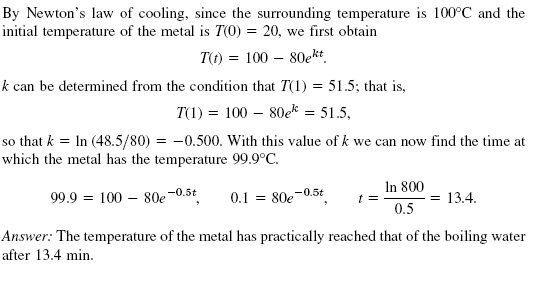 By Newton's law of cooling, since the surrounding temperature is 100°C and the
initial temperature of the metal is T(0) = 20, we first obtain
T(t) = 100 − 80e^{kt}.
k can be determined from the condition that T(1) = 51.5; that is,
T(1) = 100 − 80e^{k} = 51.5,
so that k = ln (48.5/80) = −0.500. With this value of k we can now find the time at
which the metal has the temperature 99.9°C.
99.9 = 100 − 80e^{−0.5t}, 0.1 = 80e^{−0.5t}, t = \frac{ln 800}{0.5} = 13.4.
Answer: The temperature of the metal has practically reached that of the boiling water
after 13.4 min.